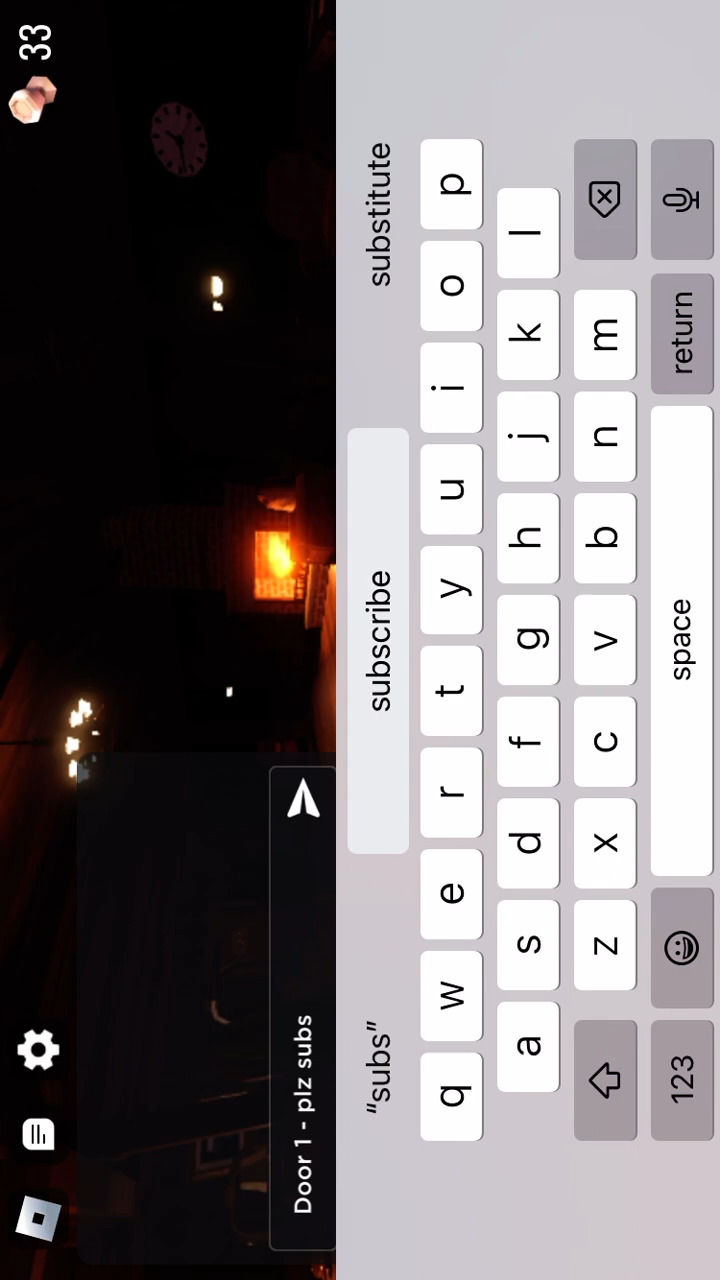 33
Door 1 - plz subs
“subs” subscribe substitute
q w e r t y u i o p
a s d f g h j k l
z x c v b n m
123 space return